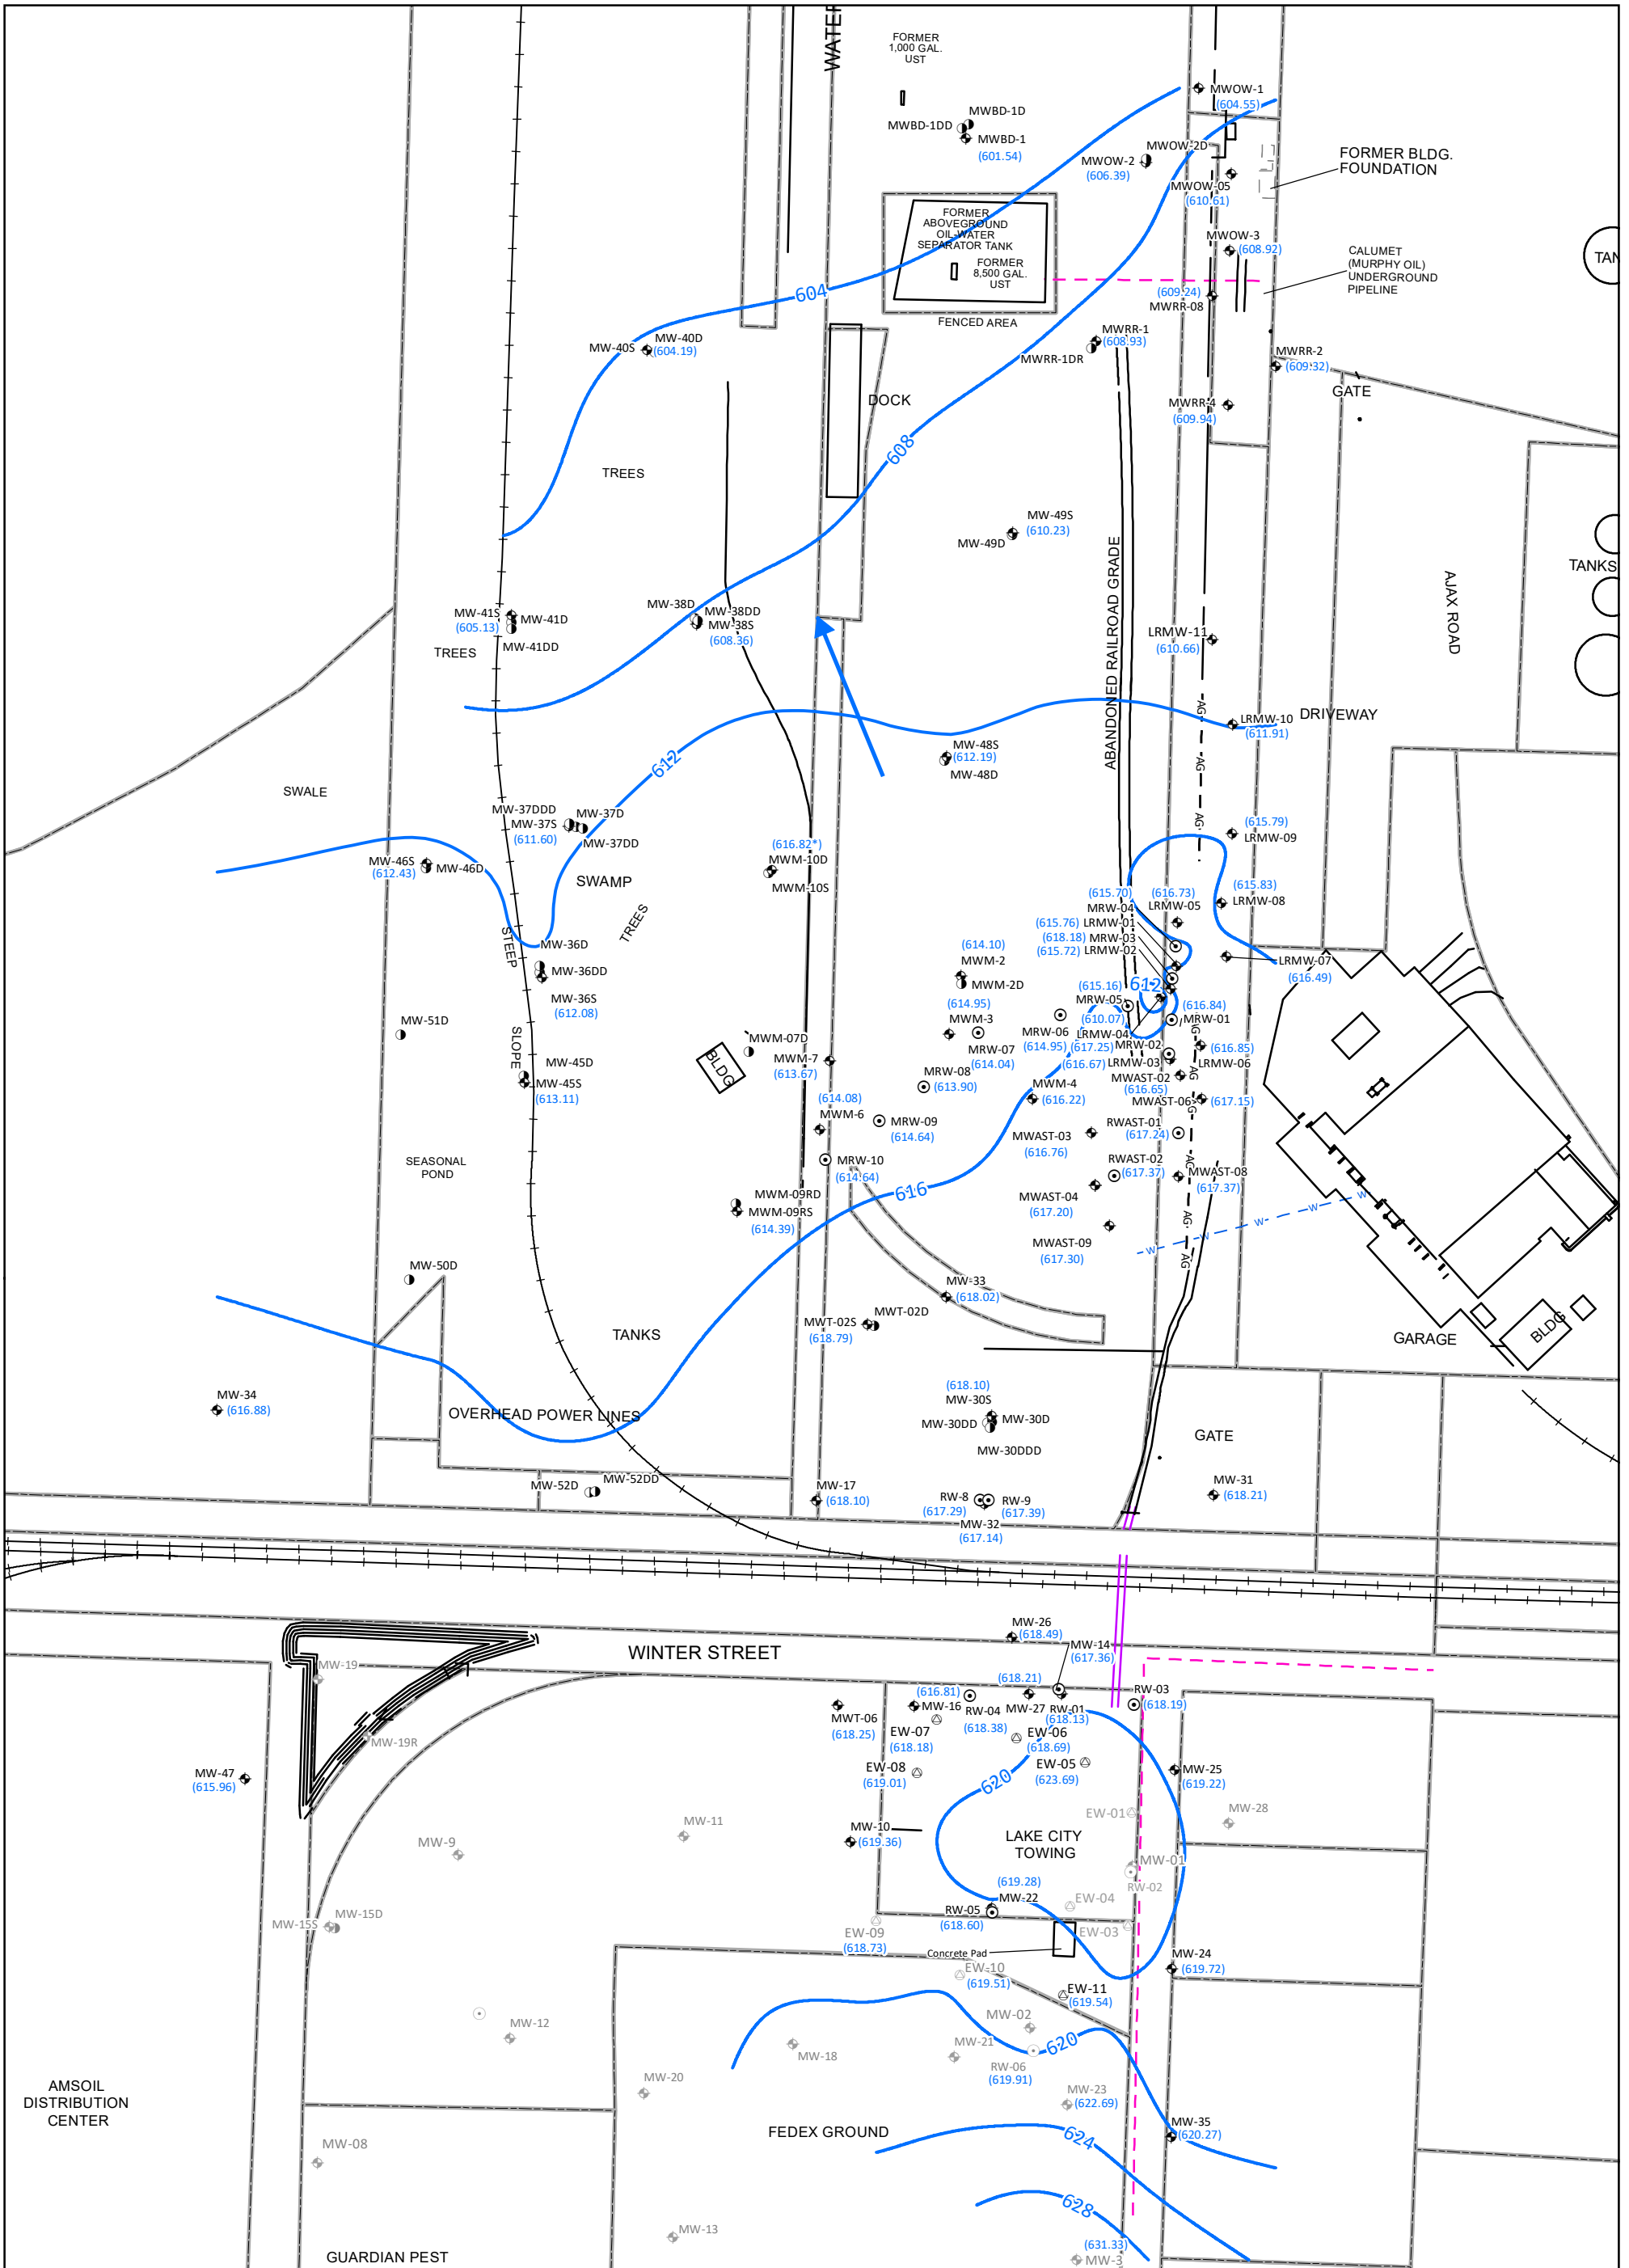 WATER
FORMER
1,000 GAL.
UST
MWBD-1D
MWBD-1DD
MWBD-1
(601.54)
MWOW-1
(604.55)
MWOW-2D
MWOW-2
(606.39)
MWOW-05
(610.61)
FORMER BLDG.
FOUNDATION
FORMER
ABOVEGROUND
OIL-WATER
SEPARATOR TANK
FORMER
8,500 GAL.
UST
FENCED AREA
MWOW-3
(608.92)
CALUMET
(MURPHY OIL)
UNDERGROUND
PIPELINE
TAN
604
(609.24)
MWRR-08
MWRR-1
(608.93)
MWRR-1DR
MWRR-2
(609.32)
GATE
MW-40D
MW-40S
(604.19)
DOCK
MWRR-4
(609.94)
608
TREES
MW-49S
(610.23)
MW-49D
ABANDONED RAILROAD GRADE
AJAX ROAD
TANKS
MW-41S
(605.13)
MW-41D
MW-41DD
TREES
MW-38D
MW-38DD
MW-38S
(608.36)
LRMW-11
(610.66)
AG
LRMW-10
(611.91)
DRIVEWAY
612
MW-48S
(612.19)
MW-48D
AG
SWALE
MW-37DDD
MW-37S
(611.60)
MW-37D
MW-37DD
AG
(615.79)
LRMW-09
MW-46S
(612.43)
MW-46D
SWAMP
(616.82*)
MWM-10D
MWM-10S
TREES
STEEP
SLOPE
(615.70)
(616.73)
MRW-04
LRMW-05
(615.83)
LRMW-08
(615.76)
LRMW-01
(618.18)
MRW-03
(615.72)
LRMW-02
LRMW-07
(616.49)
MW-36D
MW-36DD
MW-36S
(612.08)
(614.10)
MWM-2
MWM-2D
(615.16)
612
MRW-05
(610.07)
(616.84)
MRW-01
MW-51D
(614.95)
MWM-3
MRW-07
(614.04)
MRW-06
(614.95)
LRMW-04
(617.25)
MRW-02
(616.67)
LRMW-03
(616.85)
LRMW-06
AG
AG
MWM-07D
BLDG
MWM-7
(613.67)
MW-45D
MW-45S
(613.11)
MRW-08
(613.90)
MWM-4
(616.22)
MWAST-02
(616.65)
MWAST-06
(617.15)
AG
(614.08)
MWM-6
MRW-09
(614.64)
MWAST-03
(616.76)
RWAST-01
(617.24)
SEASONAL
POND
MRW-10
(614.64)
RWAST-02
(617.37)
AG
MWAST-08
(617.37)
616
MWM-09RD
MWM-09RS
(614.39)
MWAST-04
(617.20)
W
W
W
W
W
AG
MWAST-09
(617.30)
AG
MW-50D
MW-33
(618.02)
MWT-02S
(618.79)
MWT-02D
TANKS
GARAGE
BLDG
MW-34
(616.88)
OVERHEAD POWER LINES
(618.10)
MW-30S
MW-30DD
MW-30D
MW-30DDD
GATE
MW-52D
MW-52DD
MW-17
(618.10)
RW-8
(617.29)
RW-9
(617.39)
MW-32
(617.14)
MW-31
(618.21)
WINTER STREET
MW-26
(618.49)
MW-14
(617.36)
MW-19
(618.21)
(616.81)
MW-16
RW-04
(618.38)
MW-27
RW-01
(618.13)
RW-03
(618.19)
MWT-06
(618.25)
EW-07
(618.18)
EW-06
(618.69)
MW-19R
MW-47
(615.96)
EW-08
(619.01)
620
EW-05
(623.69)
MW-25
(619.22)
EW-01
MW-28
MW-11
MW-9
MW-10
(619.36)
LAKE CITY
TOWING
MW-01
RW-02
(619.28)
MW-22
EW-04
RW-05
(618.60)
EW-03
MW-15S
MW-15D
EW-09
(618.73)
Concrete Pad
EW-10
(619.51)
EW-11
(619.54)
MW-24
(619.72)
MW-12
MW-02
620
MW-18
MW-21
RW-06
(619.91)
MW-20
MW-23
(622.69)
AMSOIL
DISTRIBUTION
CENTER
FEDEX GROUND
624
MW-35
(620.27)
MW-08
628
MW-13
(631.33)
MW-3
GUARDIAN PEST